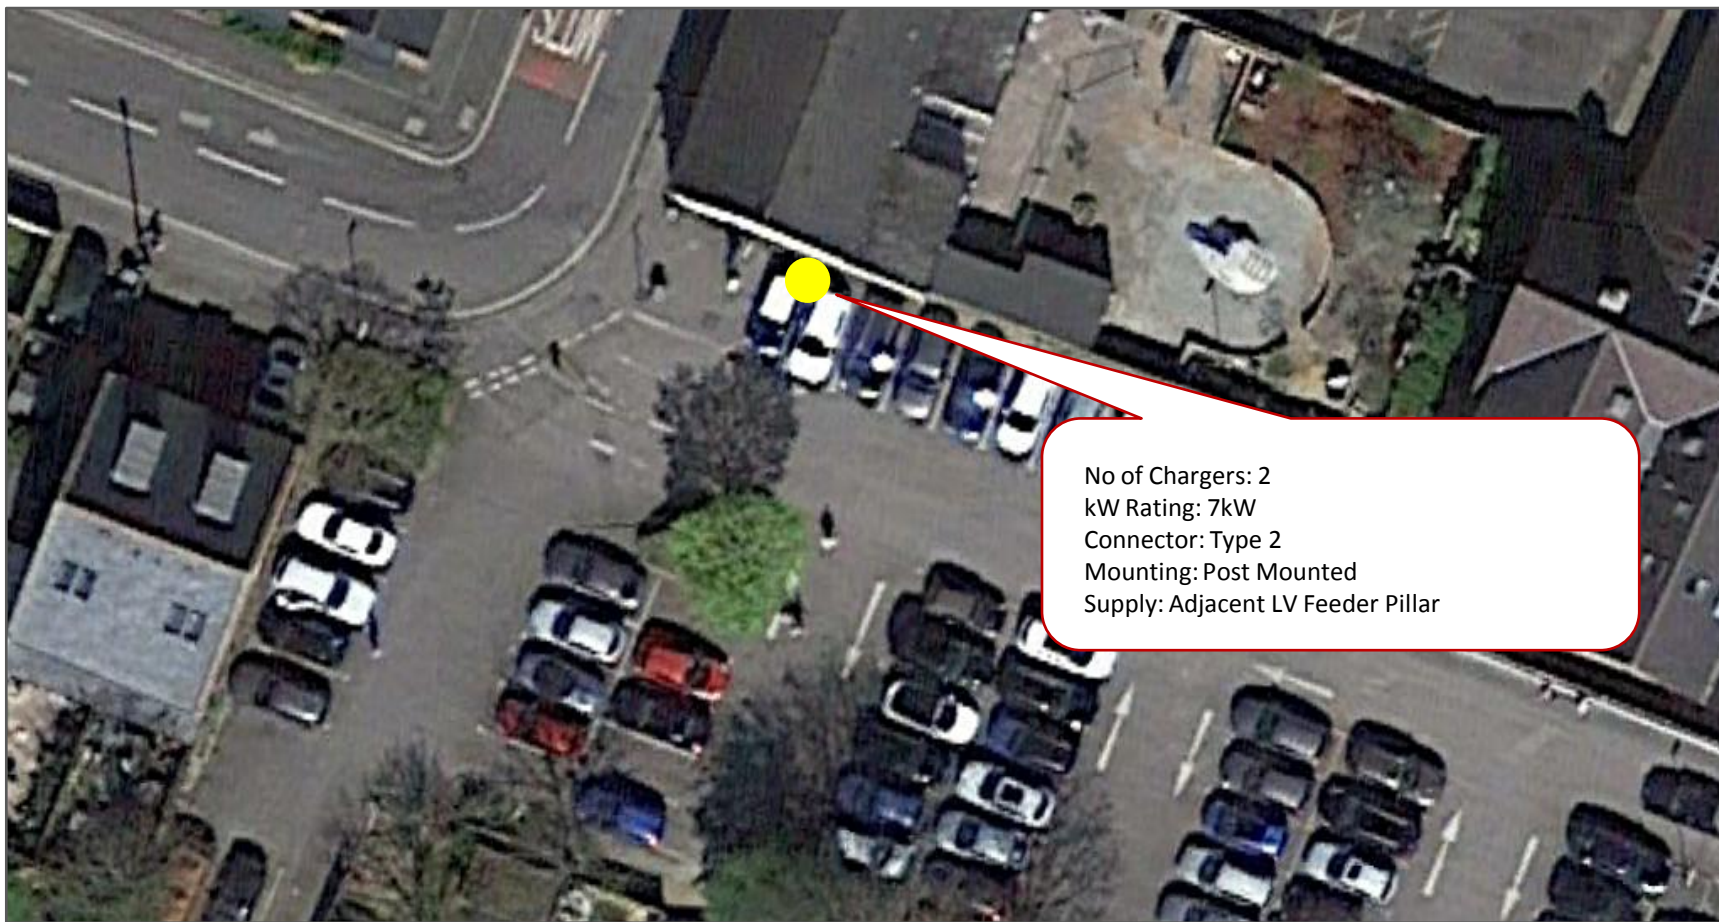 No of Chargers: 2
kW Rating: 7kW
Connector: Type 2
Mounting: Post Mounted
Supply: Adjacent LV Feeder Pillar